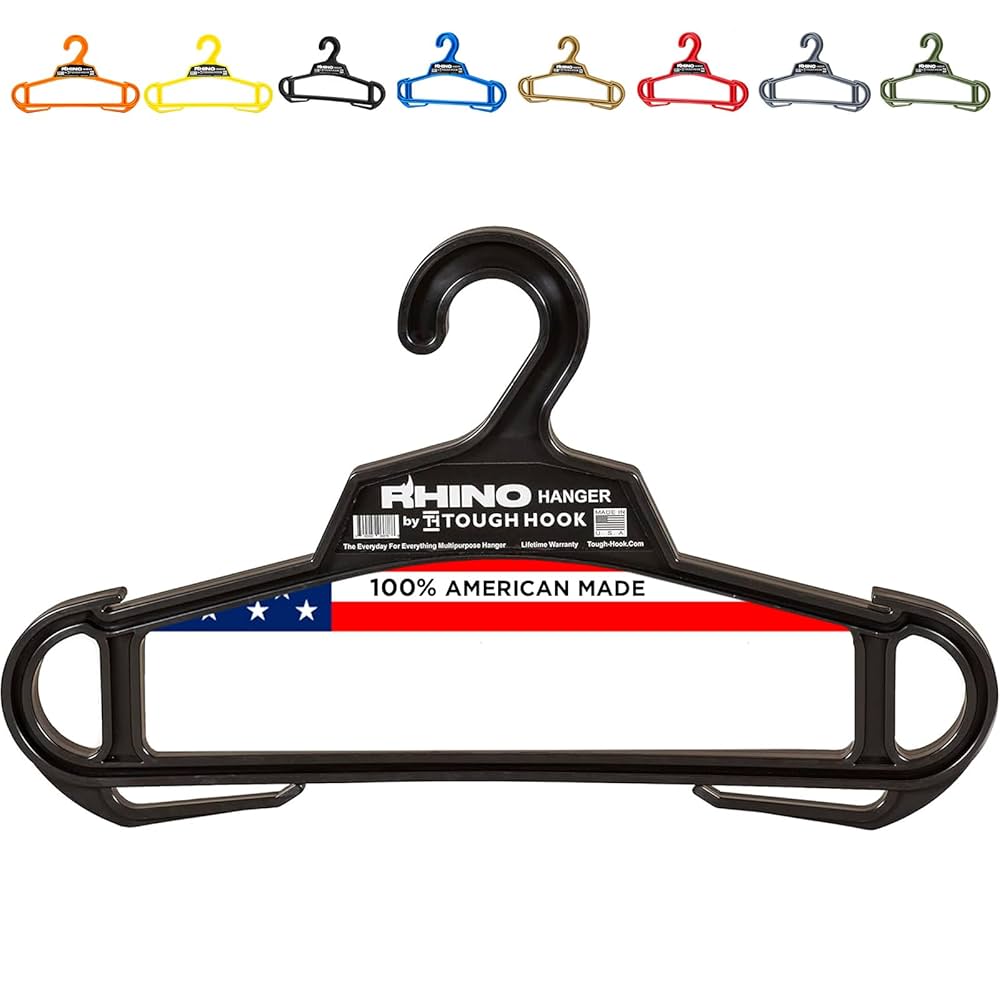 RHINO HANGER
by TH TOUGH HOOK
MADE IN
U.S.A
The Everyday For Everything Multipurpose Hanger Lifetime Warranty Tough-Hook.Com
100% AMERICAN MADE